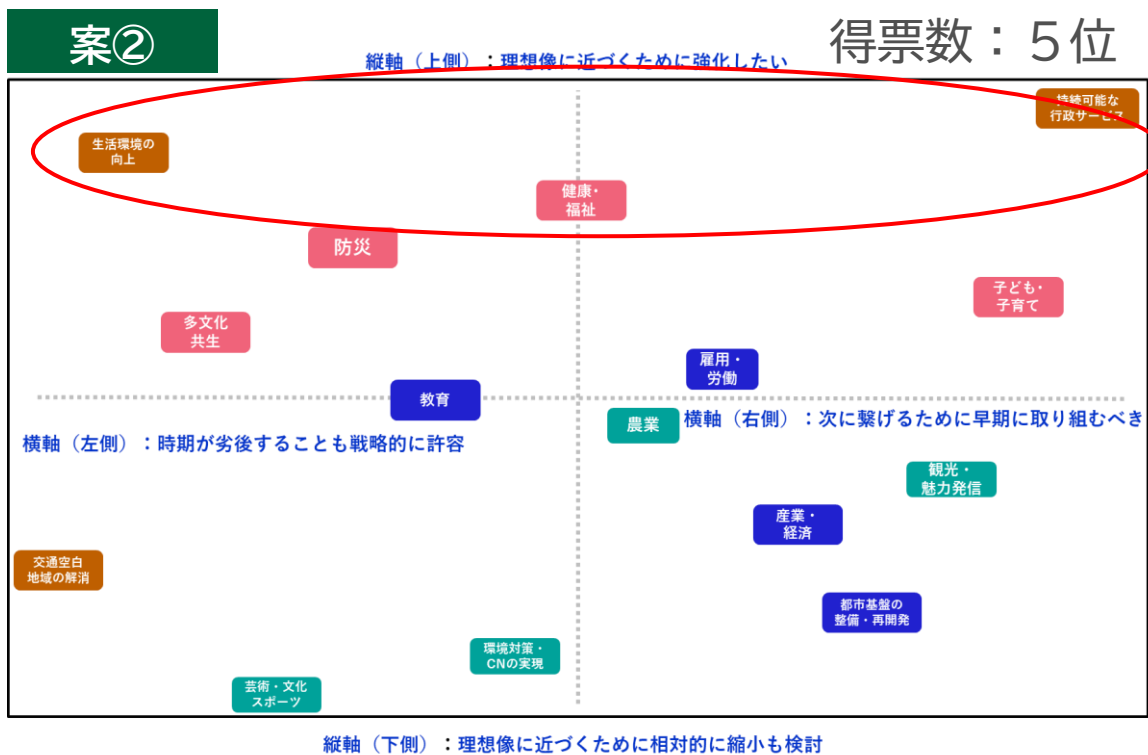 案②
得票数：５位
縦軸（上側）：理想像に近づくために強化したい
持続可能な
行政サービス
生活環境の
向上
健康・
福祉
防災
子ども・
子育て
多文化
共生
雇用・
労働
教育
農業
横軸（右側）：次に繋げるために早期に取り組むべき
横軸（左側）：時期が劣後することも戦略的に許容
観光・
魅力発信
産業・
経済
交通空白
地域の解消
都市基盤の
整備・再開発
環境対策・
CNの実現
芸術・文化
スポーツ
縦軸（下側）：理想像に近づくために相対的に縮小も検討